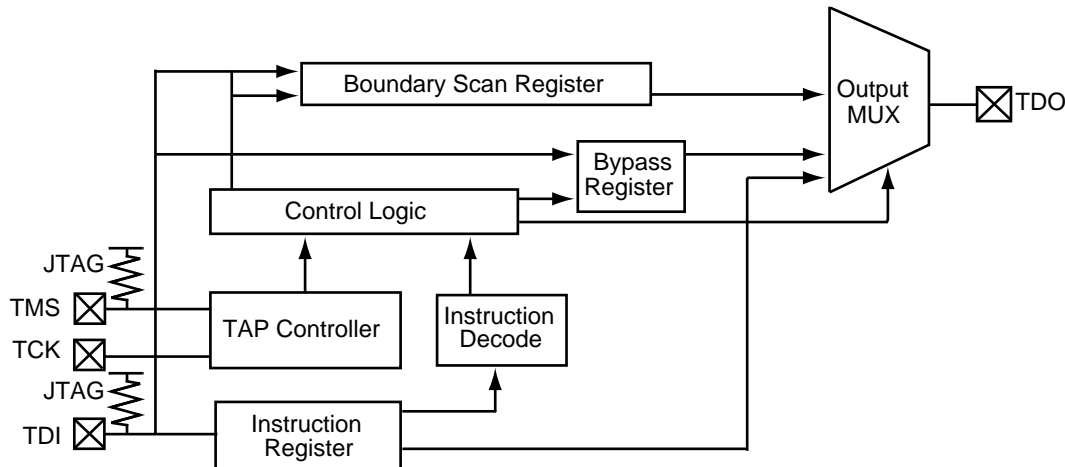 Boundary Scan Register
Output
MUX
TDO
Bypass
Register
Control Logic
JTAG
TMS
TAP Controller
Instruction
Decode
TCK
JTAG
TDI
Instruction
Register